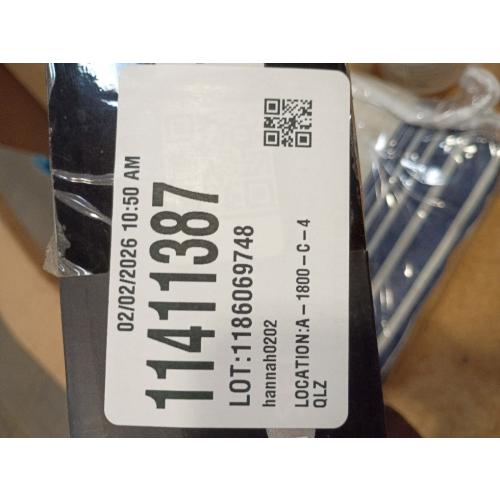 02/02/2026 10:50 AM
11411387
LOT:1186069748
hannah0202
LOCATION:A-1800-C-4
QLZ